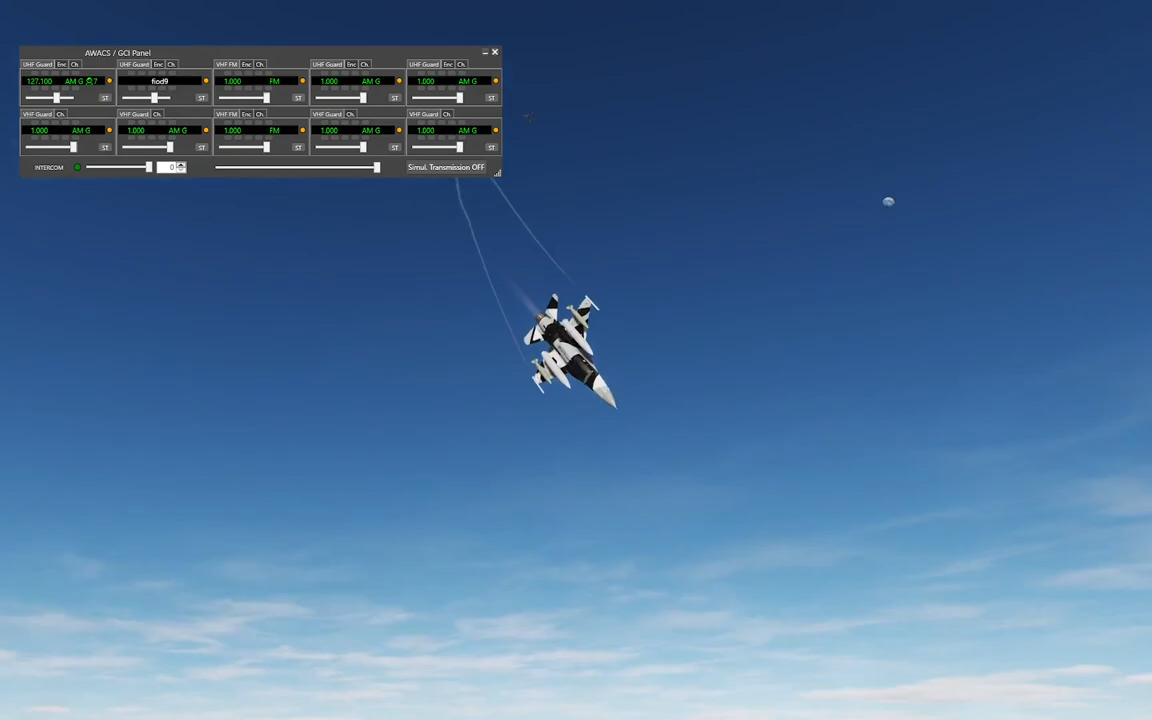 AWACS / GCI Panel
UHF Guard Enc Ch. UHF Guard Enc Ch. VHF FM Enc Ch. UHF Guard Enc Ch. UHF Guard Enc Ch.
127.100 AM G 7 fiod9 1.000 FM 1.000 AM G 1.000 AM G
ST ST ST ST ST
VHF Guard Ch. VHF Guard Ch. VHF FM Enc Ch. VHF Guard Ch. VHF Guard Ch.
1.000 AM G 1.000 AM G 1.000 FM 1.000 AM G 1.000 AM G
ST ST ST ST ST
INTERCOM 0 Simul. Transmission OFF